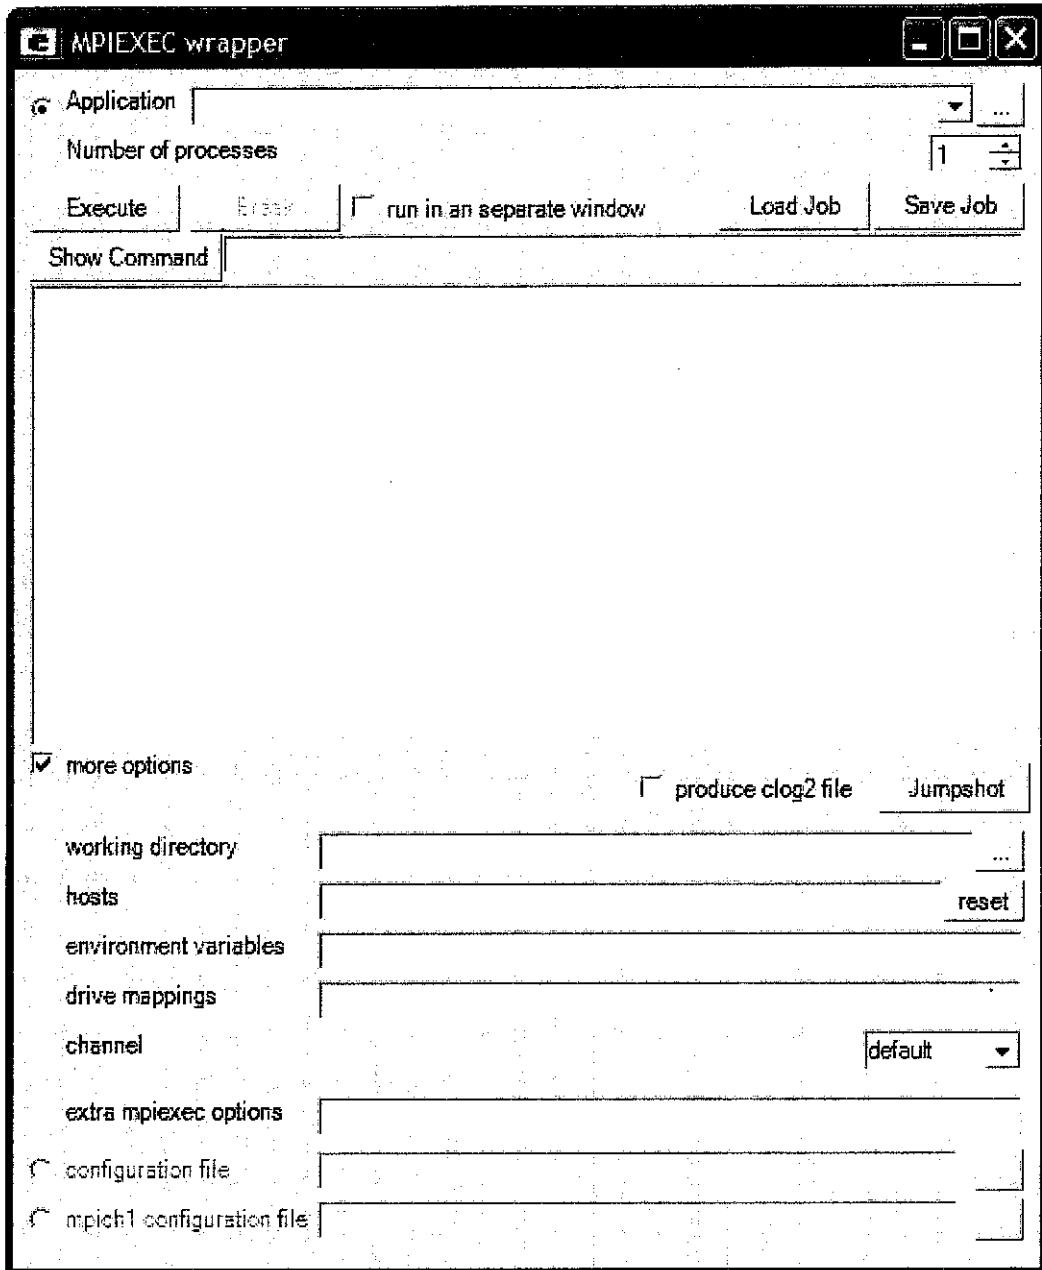 MPIEXEC wrapper
Application ...
Number of processes 1
Execute Break run in an separate window Load Job Save Job
Show Command
more options
produce clog2 file Jumpshot
working directory ...
hosts reset
environment variables
drive mappings
channel default
extra mpiexec options
configuration file
mpich1 configuration file